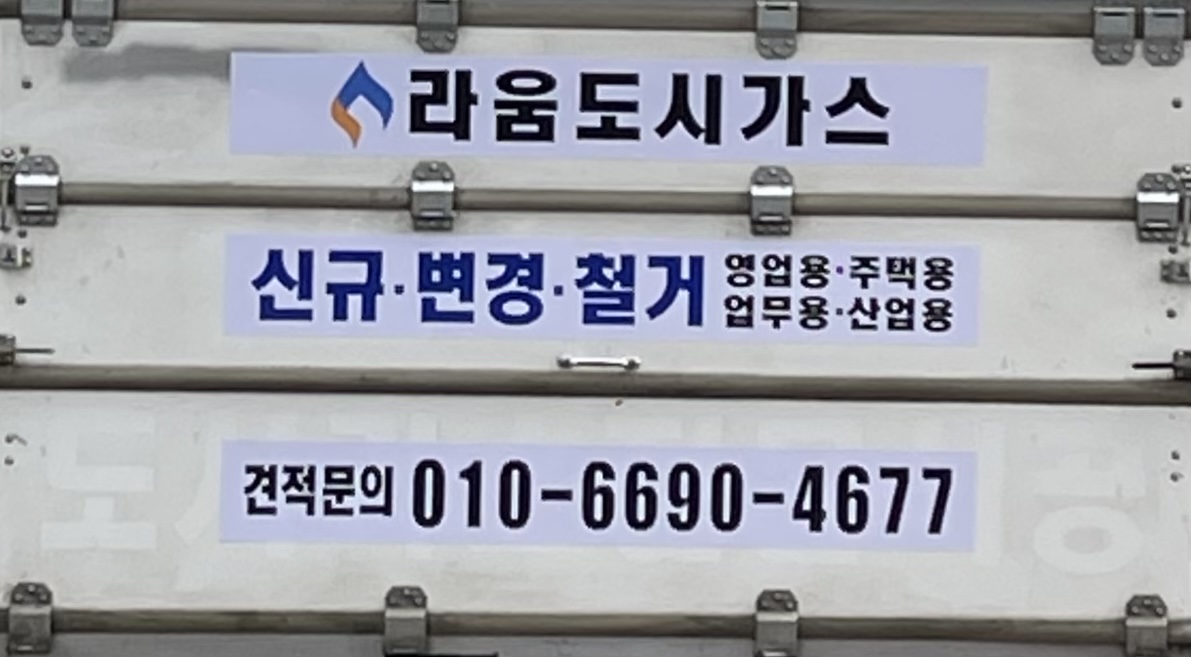 라움도시가스
신규·변경·철거 영업용·주택용
업무용·산업용
견적문의 010-6690-4677